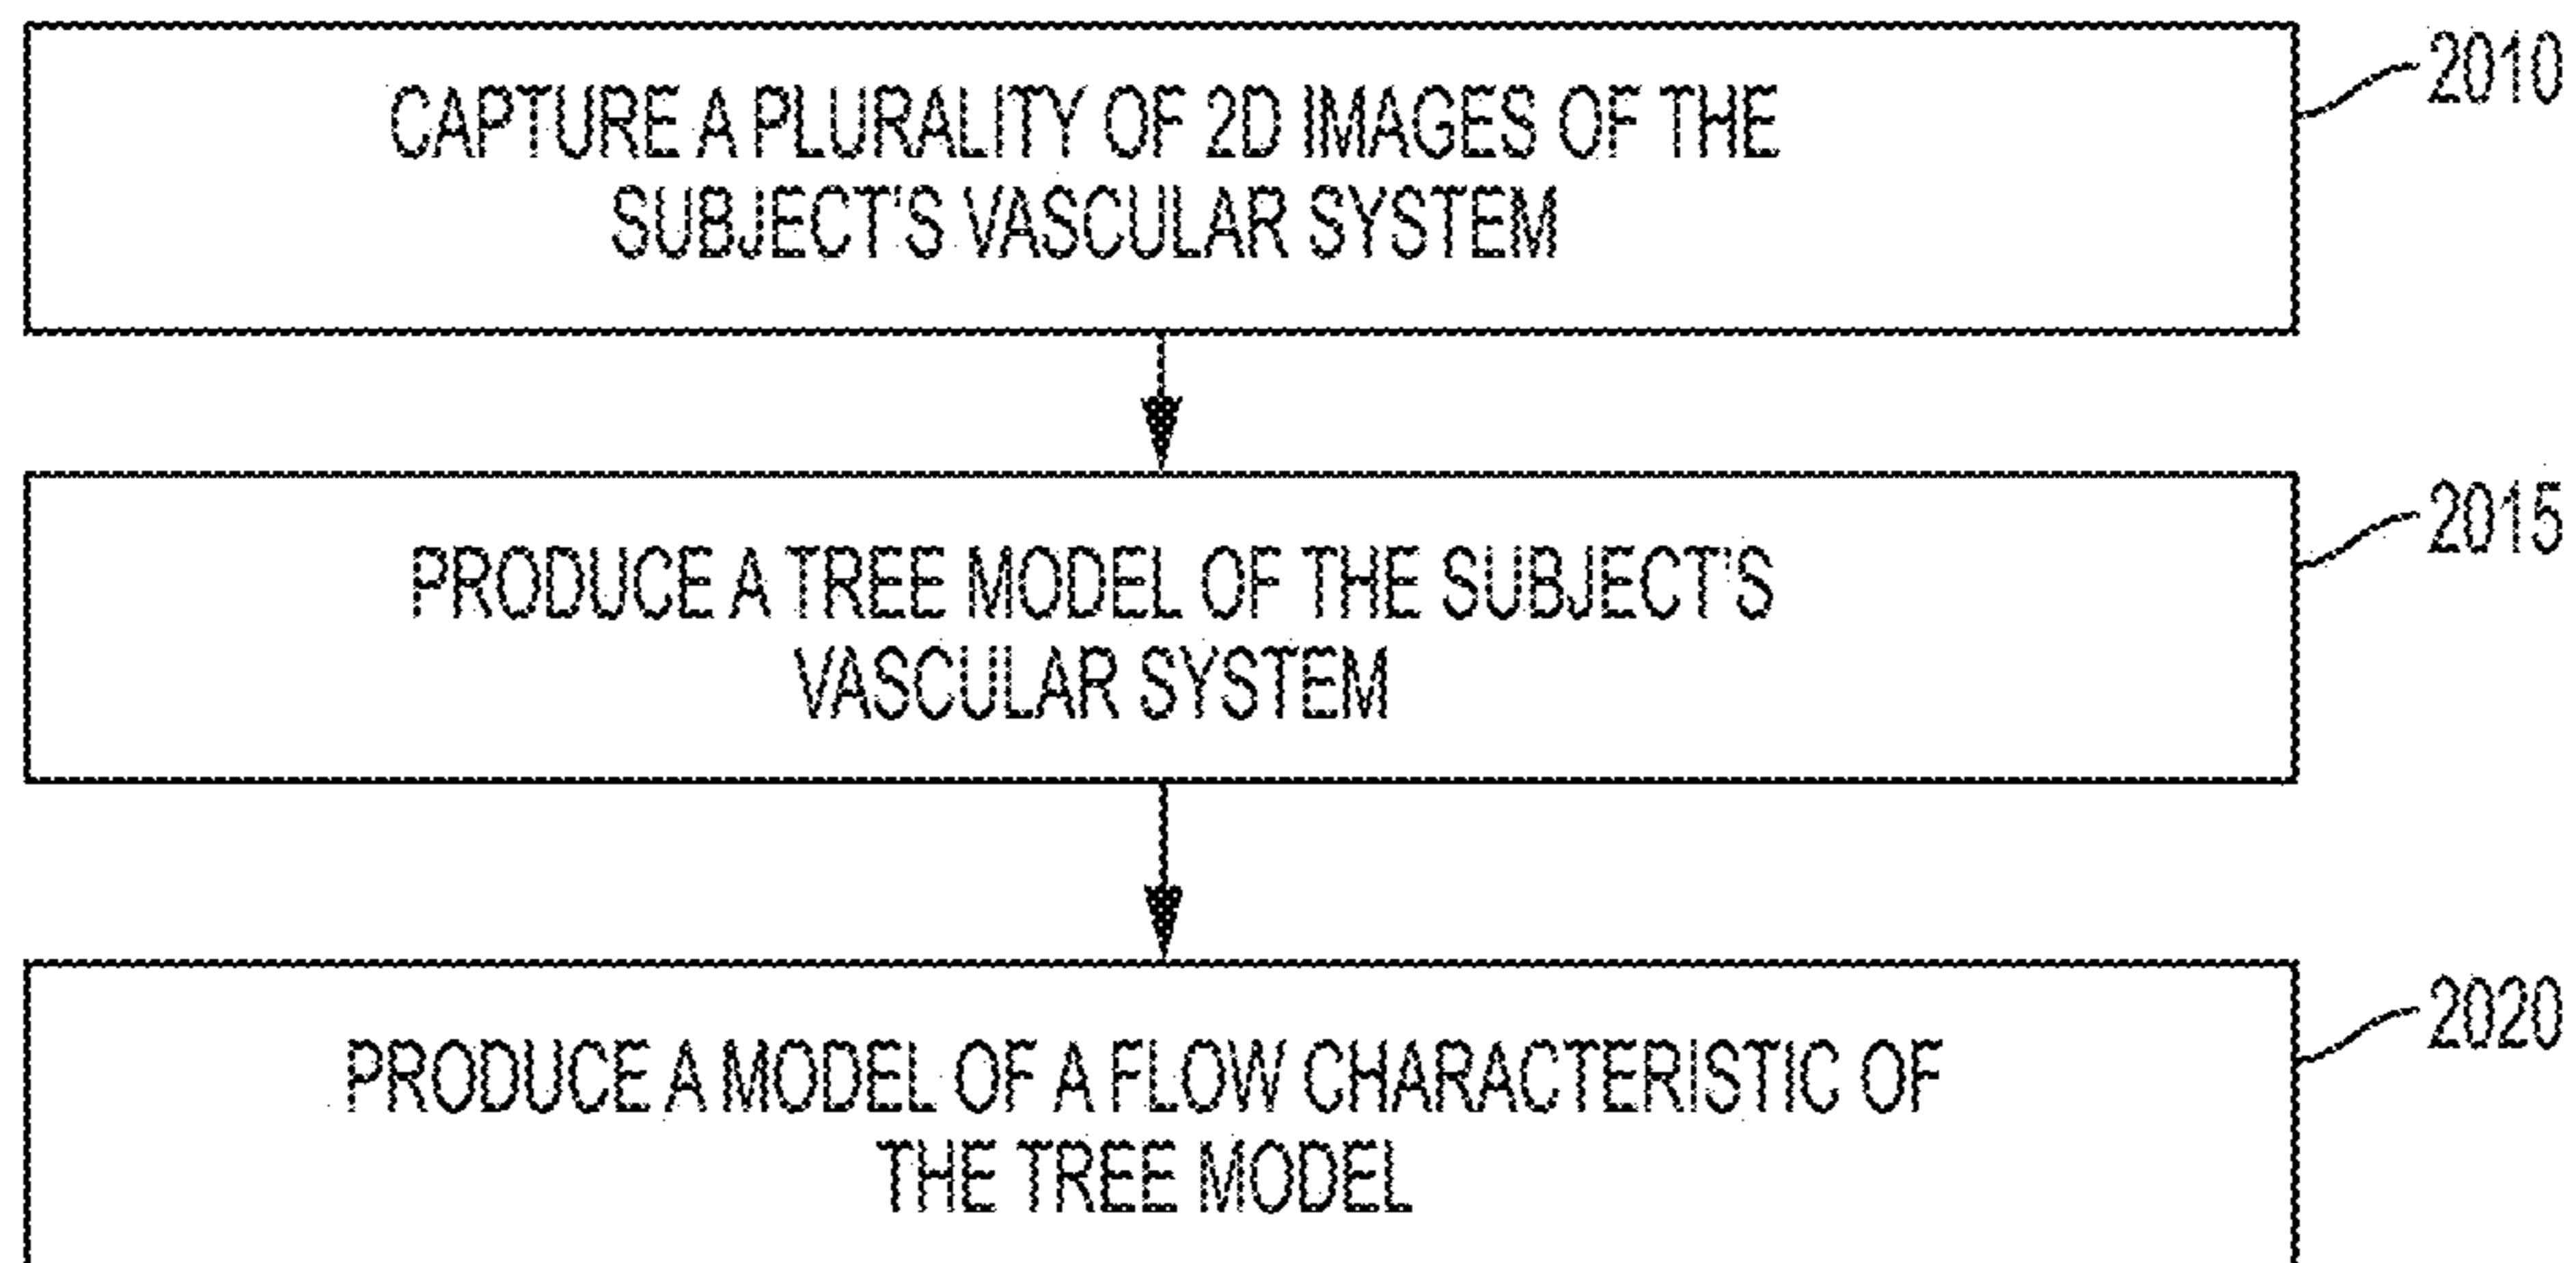 CAPTURE A PLURALITY OF 2D IMAGES OF THE
SUBJECT'S VASCULAR SYSTEM
2010
PRODUCE A TREE MODEL OF THE SUBJECT'S
VASCULAR SYSTEM
2015
PRODUCE A MODEL OF A FLOW CHARACTERISTIC OF
THE TREE MODEL
2020